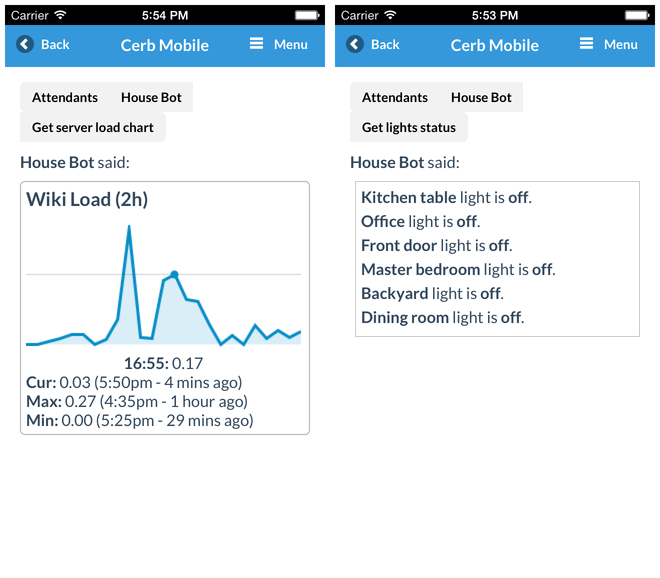 Carrier 5:54 PM
Back Cerb Mobile Menu
Attendants House Bot
Get server load chart
House Bot said:
Wiki Load (2h)
16:55: 0.17
Cur: 0.03 (5:50pm - 4 mins ago)
Max: 0.27 (4:35pm - 1 hour ago)
Min: 0.00 (5:25pm - 29 mins ago)
Carrier 5:53 PM
Back Cerb Mobile Menu
Attendants House Bot
Get lights status
House Bot said:
Kitchen table light is off.
Office light is off.
Front door light is off.
Master bedroom light is off.
Backyard light is off.
Dining room light is off.